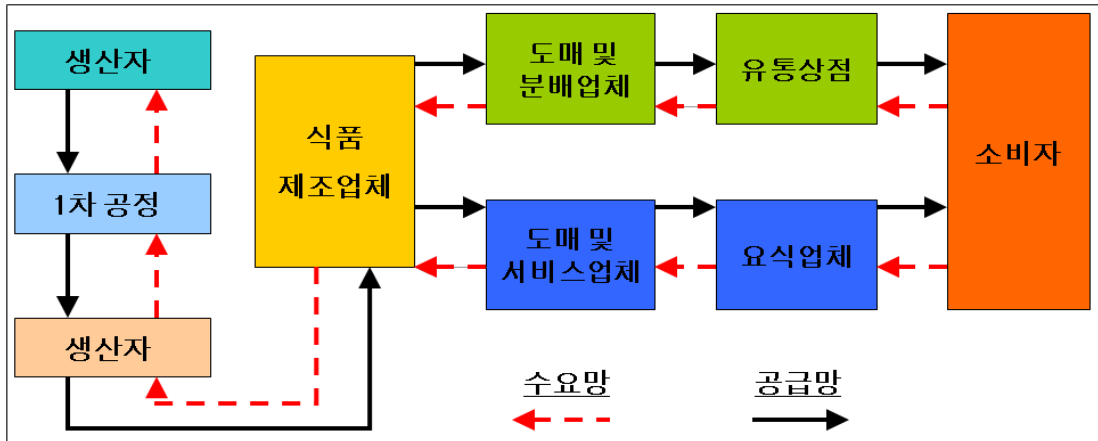 생산자
1차 공정
생산자
식품
제조업체
도매 및
분배업체
유통상점
도매 및
서비스업체
요식업체
소비자
수요망
공급망